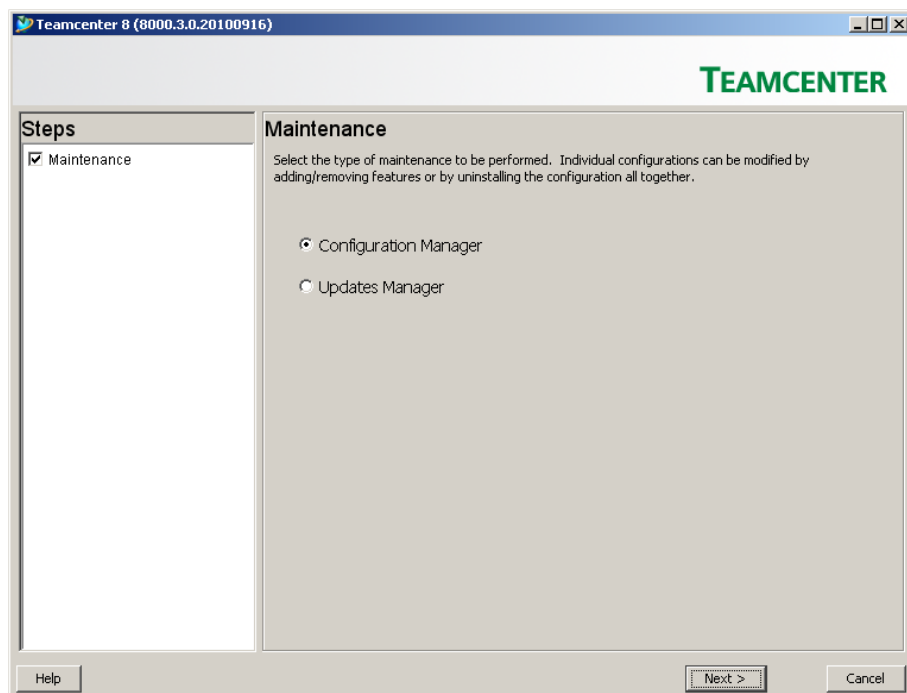 Teamcenter 8 (8000.3.0.20100916)
TEAMCENTER
Steps
Maintenance
Maintenance
Select the type of maintenance to be performed. Individual configurations can be modified by
adding/removing features or by uninstalling the configuration all together.
Configuration Manager
Updates Manager
Help
Next >
Cancel